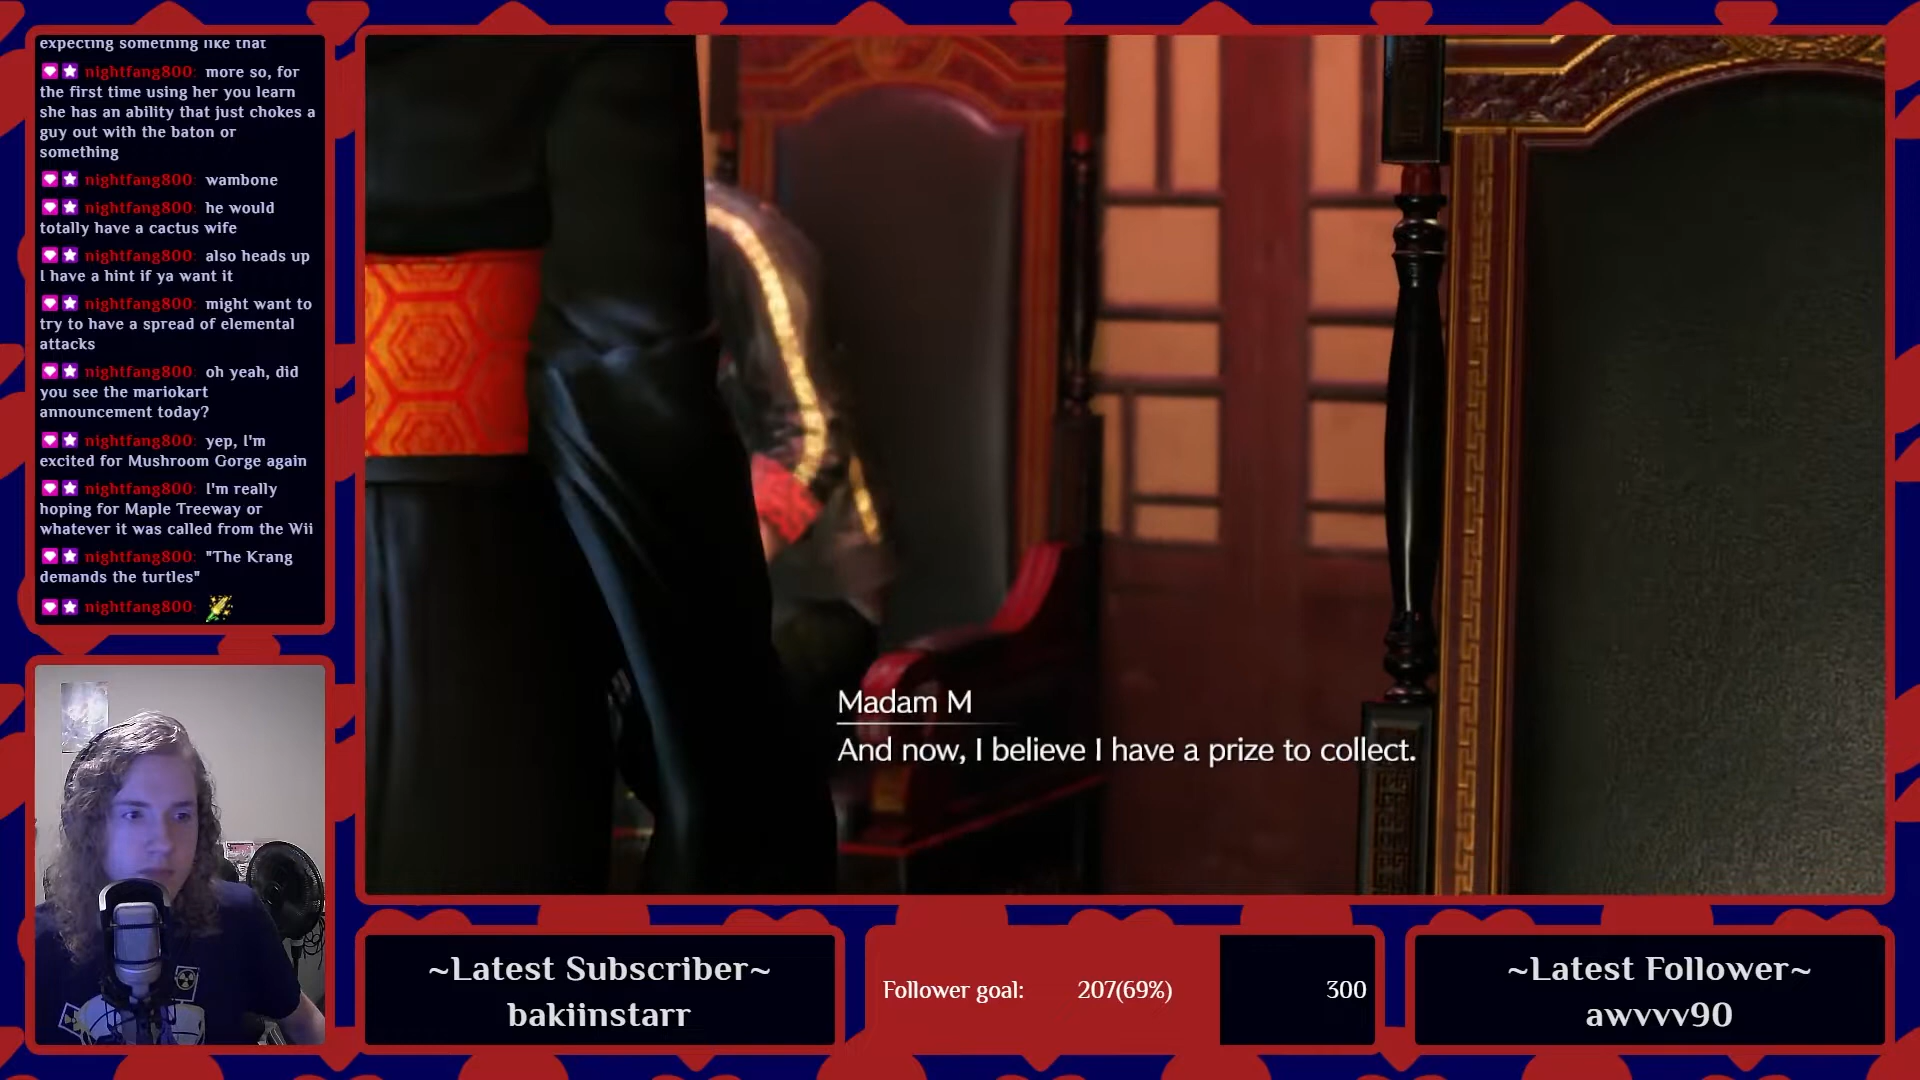 expecting something like that
nightfang800: more so, for
the first time using her you learn
she has an ability that just chokes a
guy out with the baton or
something
nightfang800: wambone
nightfang800: he would
totally have a cactus wife
nightfang800: also heads up
I have a hint if ya want it
nightfang800: might want to
try to have a spread of elemental
attacks
nightfang800: oh yeah, did
you see the mariokart
announcement today?
nightfang800: yep, I'm
excited for Mushroom Gorge again
nightfang800: I'm really
hoping for Maple Treeway or
whatever it was called from the Wii
nightfang800: "The Krang
demands the turtles"
nightfang800:
Madam M
And now, I believe I have a prize to collect.
~Latest Subscriber~
bakiinstarr
Follower goal: 207(69%) 300
~Latest Follower~
awvvv90